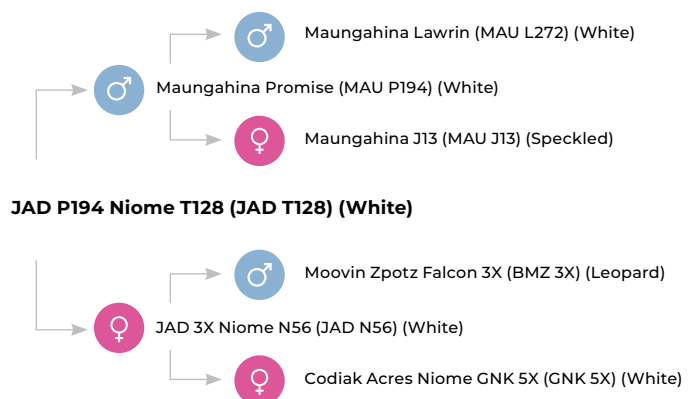 Maungahina Lawrin (MAU L272) (White)
Maungahina Promise (MAU P194) (White)
Maungahina J13 (MAU J13) (Speckled)
JAD P194 Niome T128 (JAD T128) (White)
Moovin Zpotz Falcon 3X (BMZ 3X) (Leopard)
JAD 3X Niome N56 (JAD N56) (White)
Codiak Acres Niome GNK 5X (GNK 5X) (White)